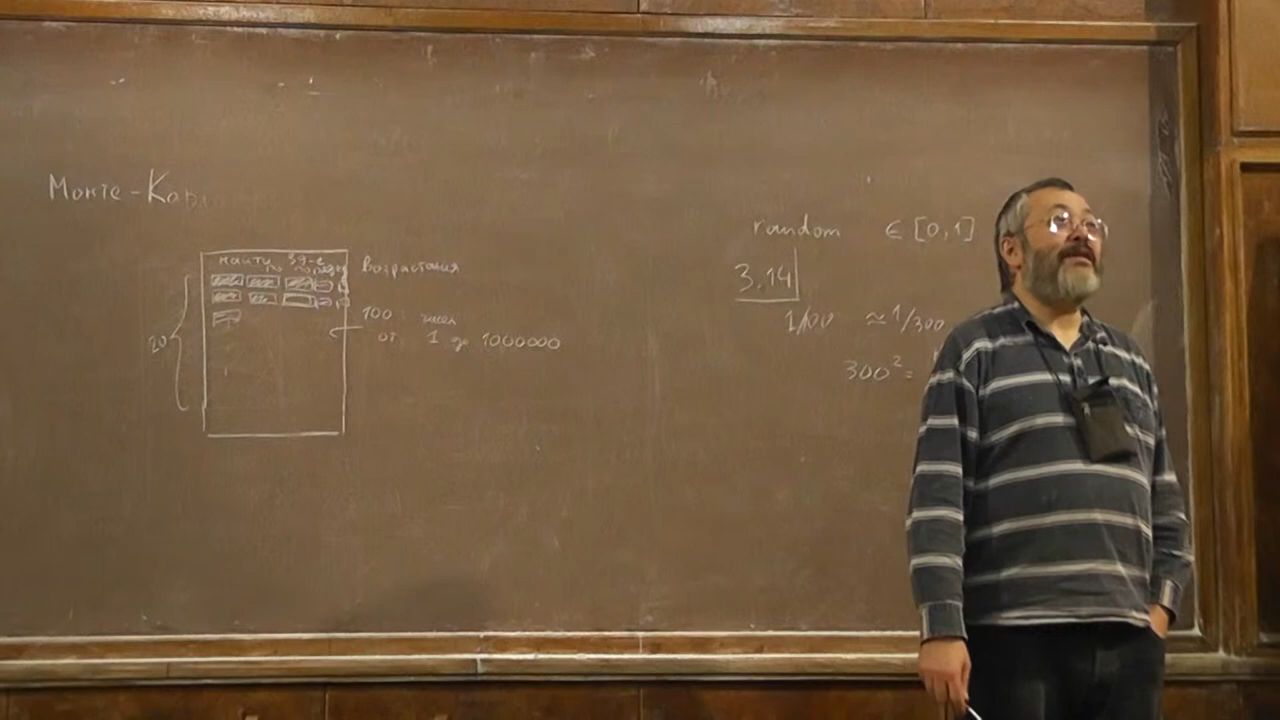 Монте-Кар
найти 39-е
по порядку
возрастания
20
100 чисел
от 1 до 1000000
random ∈ [0,1]
3.14
1/100 ≈ 1/300
300² =